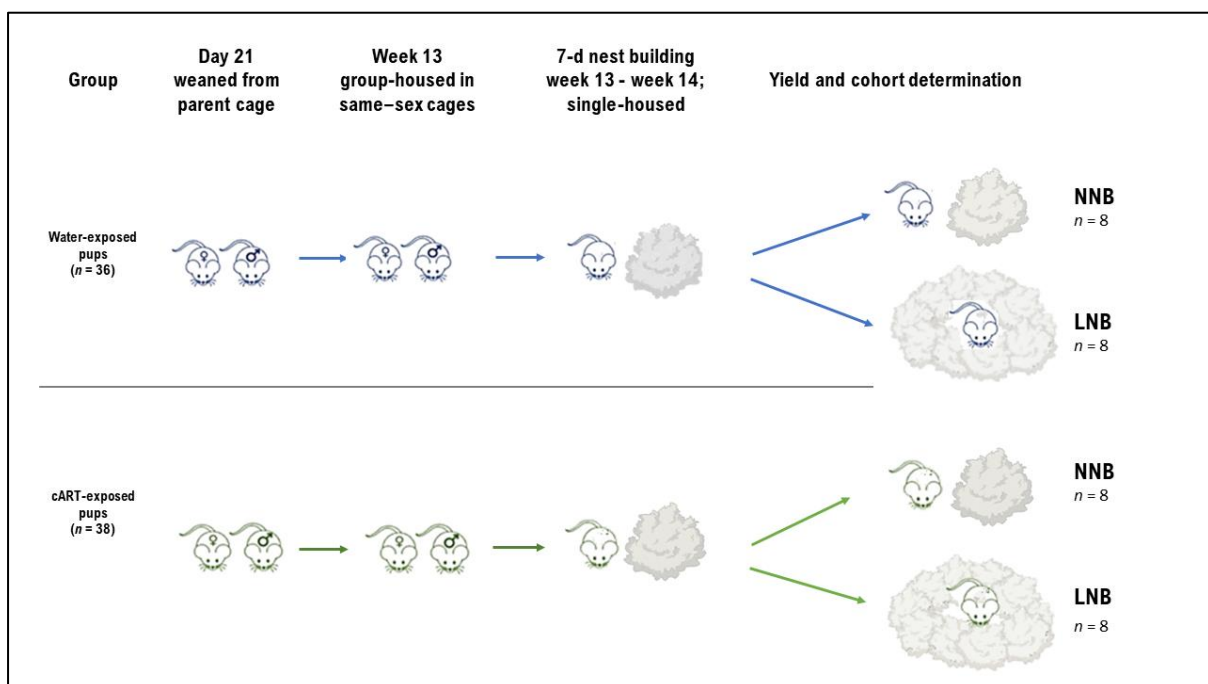 Group
Day 21
weaned from
parent cage
Week 13
group-housed in
same–sex cages
7-d nest building
week 13 - week 14;
single-housed
Yield and cohort determination
Water-exposed
pups
(n = 36)
♀ ♂
♀ ♂
NNB
n = 8
LNB
n = 8
cART-exposed
pups
(n = 38)
♀ ♂
♀ ♂
NNB
n = 8
LNB
n = 8